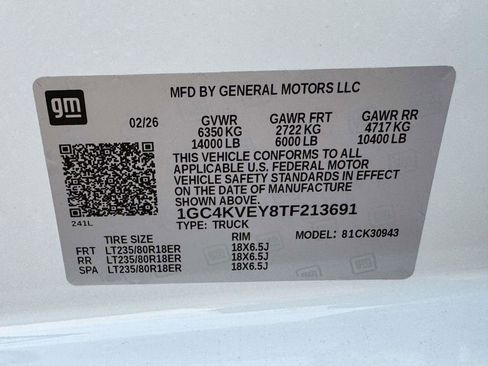 gm
MFD BY GENERAL MOTORS LLC
02/26 GVWR GAWR FRT GAWR RR
6350 KG 2722 KG 4717 KG
14000 LB 6000 LB 10400 LB
THIS VEHICLE CONFORMS TO ALL
APPLICABLE U.S. FEDERAL MOTOR
VEHICLE SAFETY STANDARDS IN EFFECT
ON THE DATE OF MANUFACTURE
SHOWN ABOVE.
1GC4KVEY8TF213691
241L TYPE: TRUCK
TIRE SIZE RIM MODEL: 81CK30943
FRT LT235/80R18ER 18X6.5J
RR LT235/80R18ER 18X6.5J
SPA LT235/80R18ER 18X6.5J